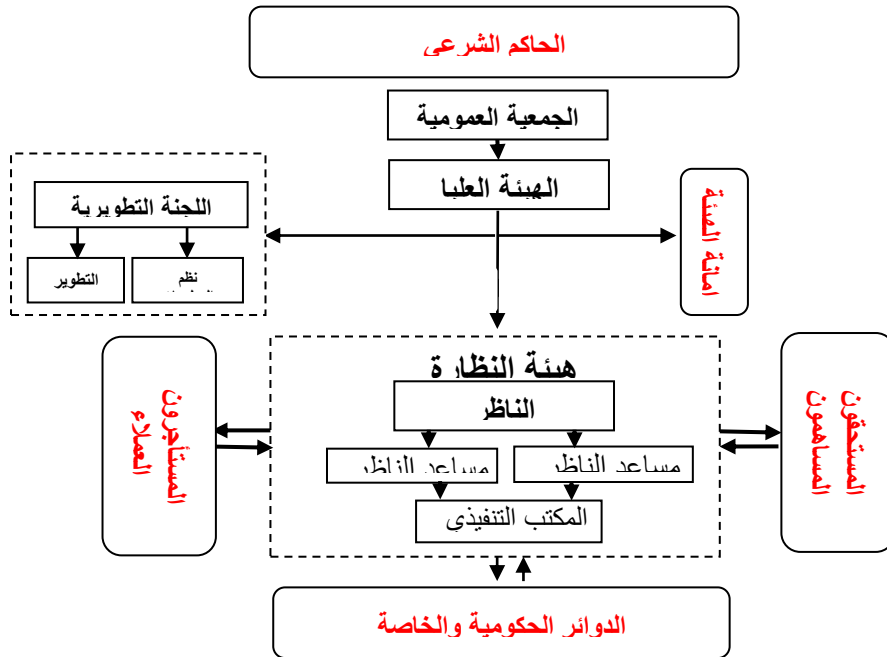 الحاكم الشرعي
الجمعية العمومية
الهيئة العليا
اللجنة التطويرية
نظم
التطوير
امانة الهيئة
هيئة النظارة
الناظر
مساعد الناظر
مساعد الناظر
المكتب التنفيذي
المستحقون
المساهمون
المستأجرون
العملاء
الدوائر الحكومية والخاصة